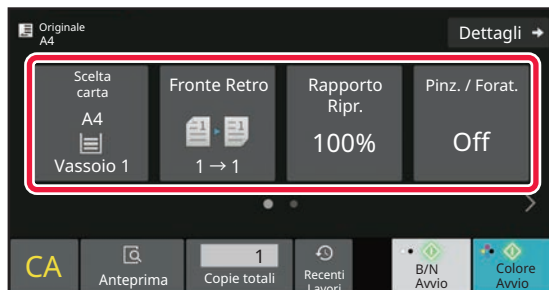 Originale
A4
Dettagli
Scelta
carta
A4
Vassoio 1
Fronte Retro
1 → 1
Rapporto
Ripr.
100%
Pinz. / Forat.
Off
CA
Anteprima
1
Copie totali
Recenti
Lavori
B/N
Avvio
Colore
Avvio